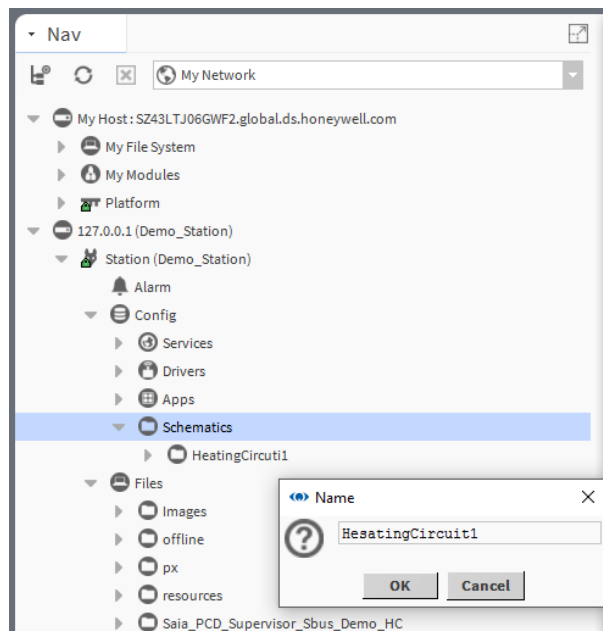 Nav
My Network
My Host : SZ43LTJ06GWF2.global.ds.honeywell.com
My File System
My Modules
Platform
127.0.0.1 (Demo_Station)
Station (Demo_Station)
Alarm
Config
Services
Drivers
Apps
Schematics
HeatingCircuti1
Files
Images
offline
px
resources
Saia_PCD_Supervisor_Sbus_Demo_HC
Name
HesatingCircuit1
OK Cancel